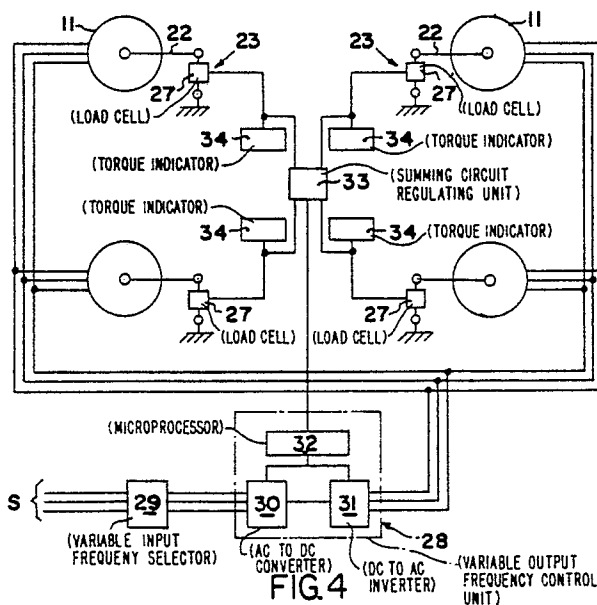 11 22 23 23 22 11
27 27
(LOAD CELL) (LOAD CELL)
34 34
(TORQUE INDICATOR) (TORQUE INDICATOR)
33 (SUMMING CIRCUIT
REGULATING UNIT)
(TORQUE INDICATOR)
34 34 (TORQUE INDICATOR)
27 27
(LOAD CELL) (LOAD CELL)
(MICROPROCESSOR)
32
S 29 30 31
28
(VARIABLE INPUT
FREQUENY SELECTOR)
(AC TO DC
CONVERTER)
(DC TO AC
INVERTER)
(VARIABLE OUTPUT
FREQUENCY CONTROL
UNIT)
FIG. 4